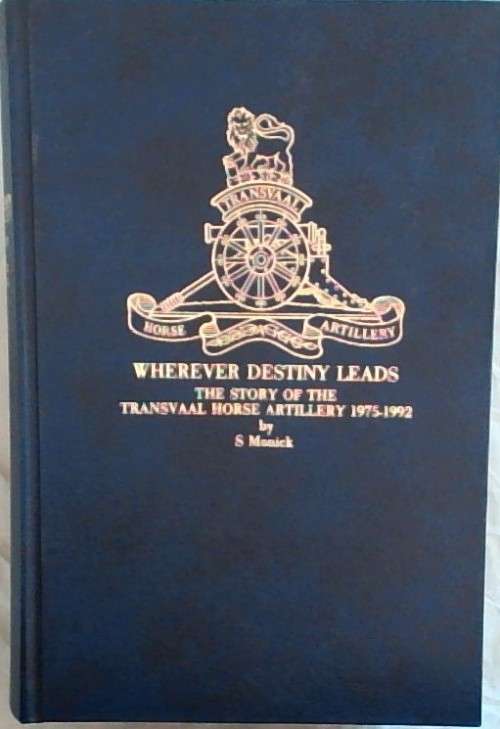 TRANSVAAL
HORSE ARTILLERY
WHEREVER DESTINY LEADS
THE STORY OF THE
TRANSVAAL HORSE ARTILLERY 1975-1992
by
S Monick